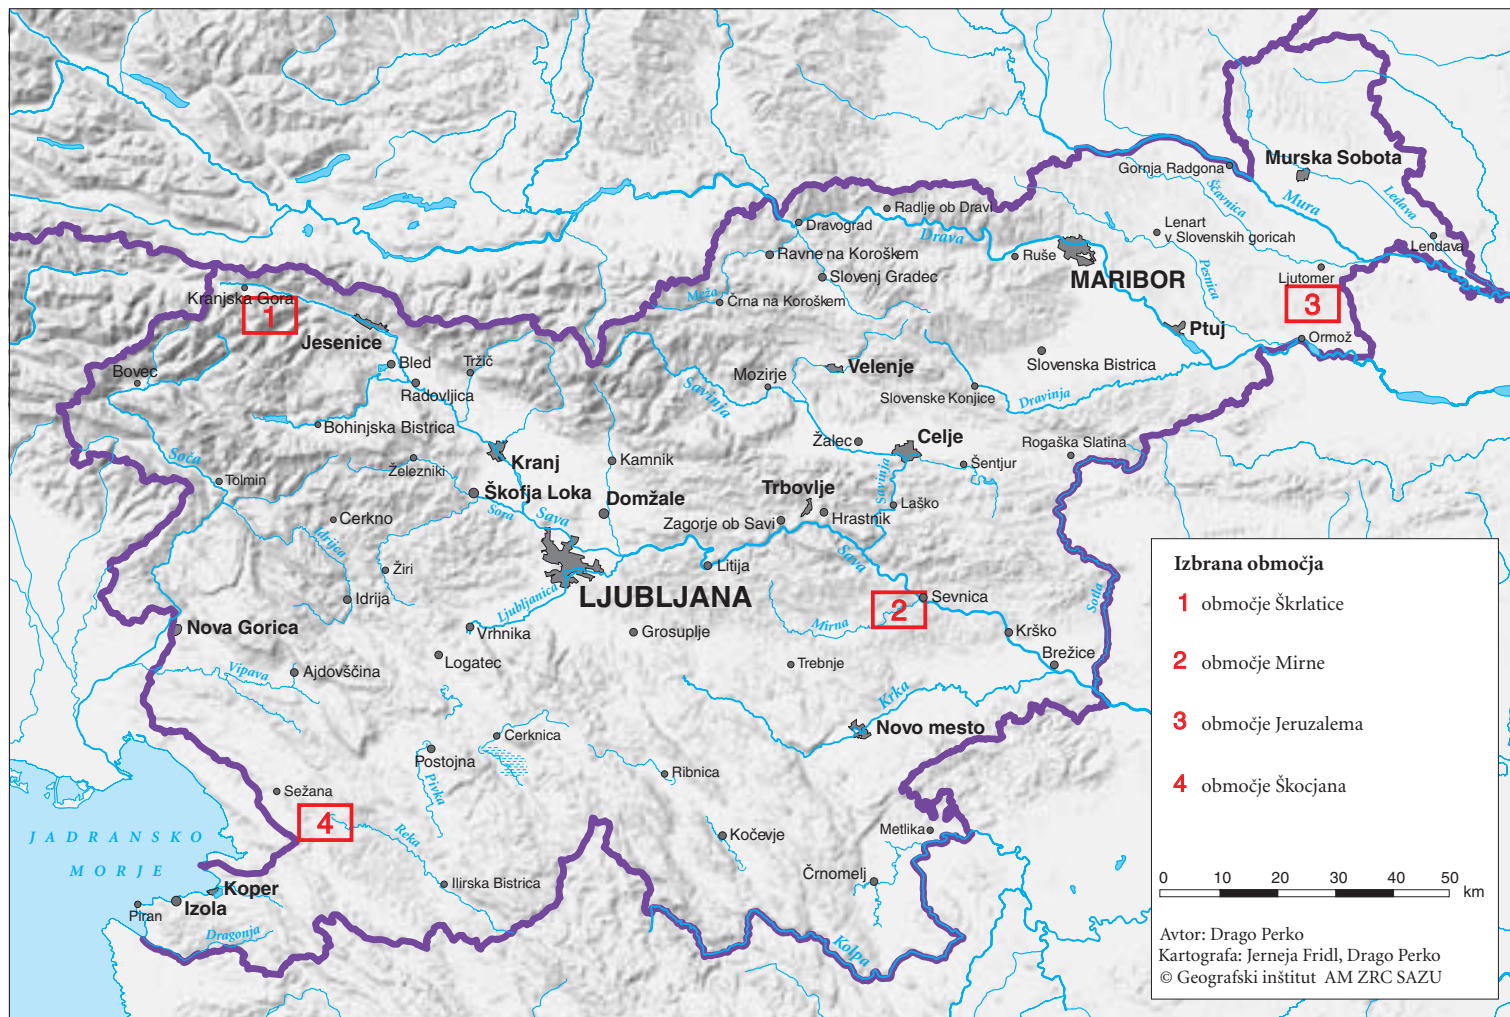 Gornja Radgona
Murska Sobota
Ščavnica
Mura
Ledava
Radlje ob Dravi
Dravograd
Drava
Lenart
v Slovenskih goricah
Lendava
Ravne na Koroškem
Ruše
MARIBOR
Slovenj Gradec
Pesnica
Ljutomer
Kranjska Gora
1
Meža
Črna na Koroškem
3
Jesenice
Ptuj
Ormož
Bled
Tržič
Bovec
Radovljica
Mozirje
Velenje
Slovenska Bistrica
Savinja
Slovenske Konjice
Dravinja
Bohinjska Bistrica
Soča
Kranj
Žalec
Celje
Rogaška Slatina
Železniki
Kamnik
Šentjur
Tolmin
Škofja Loka
Domžale
Trbovlje
Savinja
Laško
Sora
Sava
Cerkno
Zagorje ob Savi
Hrastnik
Idrijca
Sava
Žiri
Litija
LJUBLJANA
Ljubljanica
Idrija
2
Sevnica
Sotla
Mirna
Nova Gorica
Vrhnika
Grosuplje
Krško
Logatec
Brežice
Vipava
Ajdovščina
Trebnje
Krka
Novo mesto
Cerknica
Postojna
Ribnica
Pivka
Sežana
4
Reka
Kočevje
Metlika
JADRANSKO
MORJE
Črnomelj
Ilirska Bistrica
Koper
Izola
Piran
Dragonja
Kolpa
Izbrana območja
1 območje Škrlatice
2 območje Mirne
3 območje Jeruzalema
4 območje Škocjana
0 10 20 30 40 50 km
Avtor: Drago Perko
Kartografa: Jerneja Fridl, Drago Perko
© Geografski inštitut AM ZRC SAZU